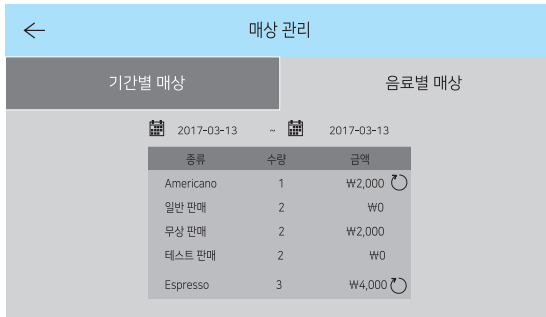 매상 관리
기간별 매상 음료별 매상
2017-03-13 ~ 2017-03-13
종류 수량 금액
Americano 1 ₩2,000
일반 판매 2 ₩0
무상 판매 2 ₩2,000
테스트 판매 2 ₩0
Espresso 3 ₩4,000